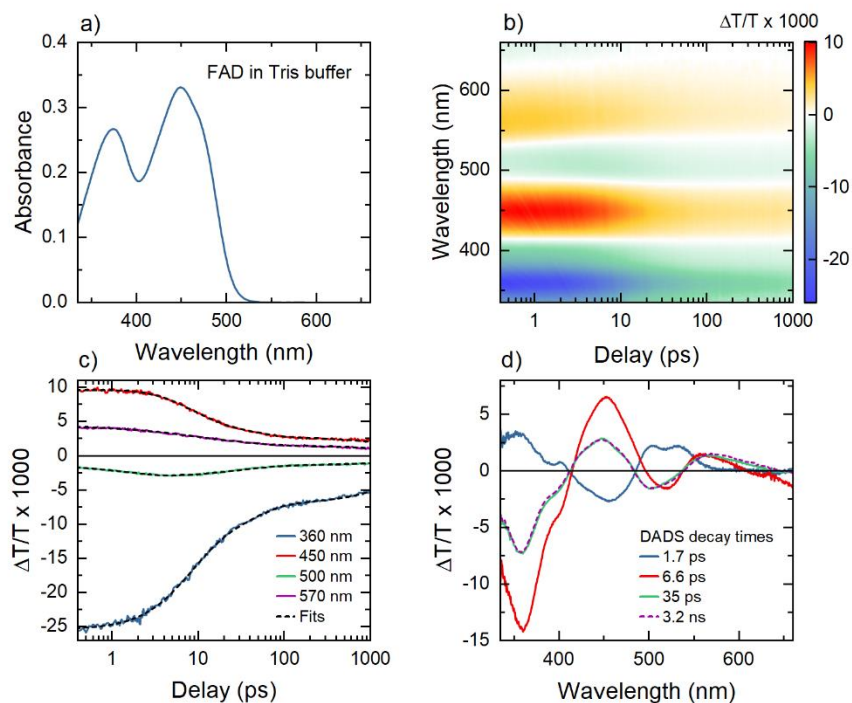 a)
FAD in Tris buffer
0.4
0.3
0.2
0.1
0.0
Absorbance
400
500
600
Wavelength (nm)
b)
ΔT/T x 1000
600
500
400
Wavelength (nm)
1
10
100
1000
Delay (ps)
10
0
-10
-20
c)
10
5
0
-5
-10
-15
-20
-25
ΔT/T x 1000
360 nm
450 nm
500 nm
570 nm
Fits
1
10
100
1000
Delay (ps)
d)
5
0
-5
-10
-15
ΔT/T x 1000
DADS decay times
1.7 ps
6.6 ps
35 ps
3.2 ns
400
500
600
Wavelength (nm)